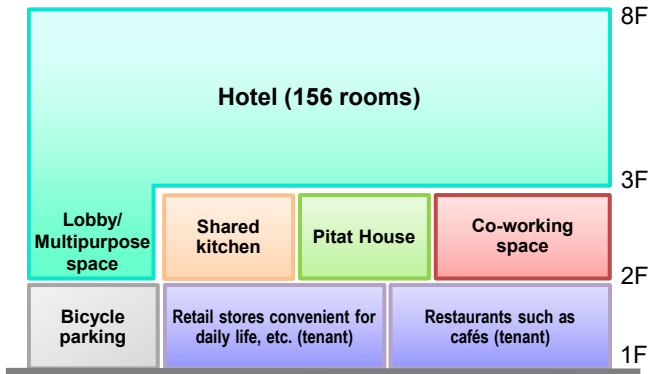 8F
Hotel (156 rooms)
3F
Lobby/
Multipurpose
space
Shared
kitchen
Pitat House
Co-working
space
2F
Bicycle
parking
Retail stores convenient for
daily life, etc. (tenant)
Restaurants such as
cafés (tenant)
1F